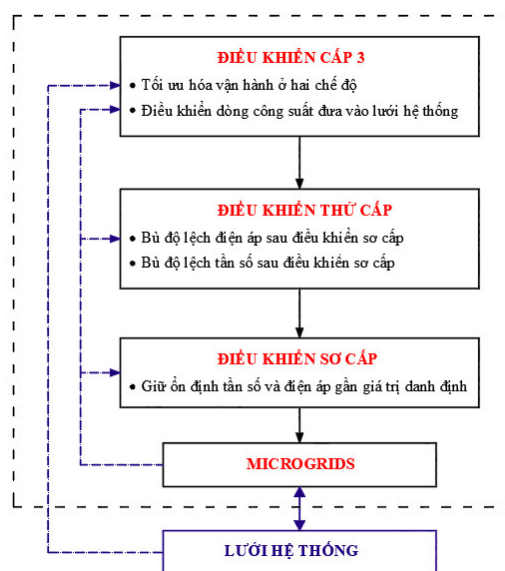 ĐIỀU KHIỂN CẤP 3
• Tối ưu hóa vận hành ở hai chế độ
• Điều khiển dòng công suất đưa vào lưới hệ thống
ĐIỀU KHIỂN THỨ CẤP
• Bù độ lệch điện áp sau điều khiển sơ cấp
• Bù độ lệch tần số sau điều khiển sơ cấp
ĐIỀU KHIỂN SƠ CẤP
• Giữ ổn định tần số và điện áp gần giá trị danh định
MICROGRIDS
LƯỚI HỆ THỐNG